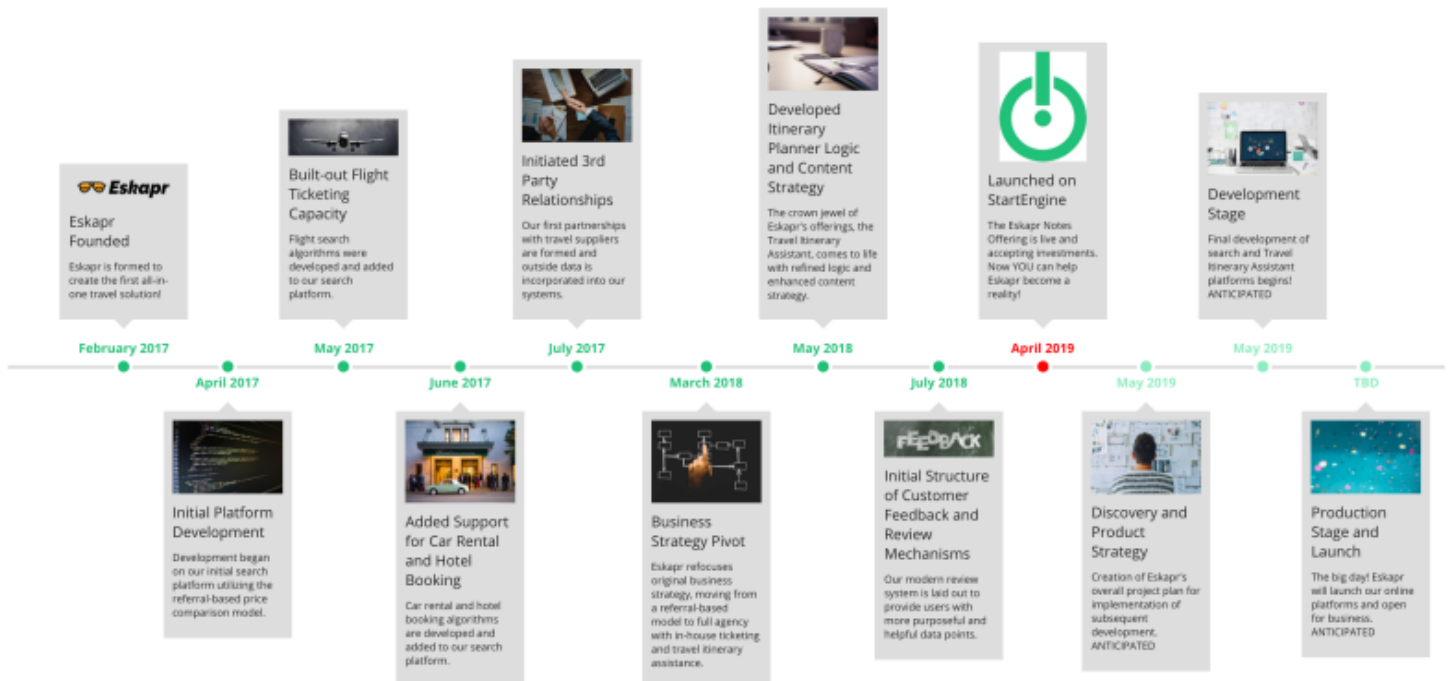 Eskapr
Eskapr
Founded
Eskapr is formed to
create the first all-in-
one travel solution!
February 2017
Initial Platform
Development
Development began
on our initial search
platform utilizing the
referral-based price
comparison model.
April 2017
Built-out Flight
Ticketing
Capacity
Flight search
algorithms were
developed and added
to our search
platform.
May 2017
June 2017
Added Support
for Car Rental
and Hotel
Booking
Car rental and hotel
booking algorithms
are developed and
added to our search
platform.
Initiated 3rd
Party
Relationships
Our first partnerships
with travel suppliers
are formed and
outside data is
incorporated into our
systems.
July 2017
March 2018
Business
Strategy Pivot
Eskapr refocuses
original business
strategy, moving from
a referral-based
model to full agency
with in-house ticketing
and travel itinerary
assistance.
Developed
Itinerary
Planner Logic
and Content
Strategy
The crown jewel of
Eskapr's offerings, the
Travel Itinerary
Assistant, comes to life
with refined logic and
enhanced content
strategy.
May 2018
July 2018
FEEDBACK
Initial Structure
of Customer
Feedback and
Review
Mechanisms
Our modern review
system is laid out to
provide users with
more purposeful and
helpful data points.
Launched on
StartEngine
The Eskapr Notes
Offering is live and
accepting investments.
Now YOU can help
Eskapr become a
reality!
April 2019
May 2019
Discovery and
Product
Strategy
Creation of Eskapr's
overall project plan for
implementation of
subsequent
development.
ANTICIPATED
Development
Stage
Final development of
search and Travel
Itinerary Assistant
platforms begins!
ANTICIPATED
May 2019
TBD
Production
Stage and
Launch
The big day! Eskapr
will launch our online
platforms and open
for business.
ANTICIPATED